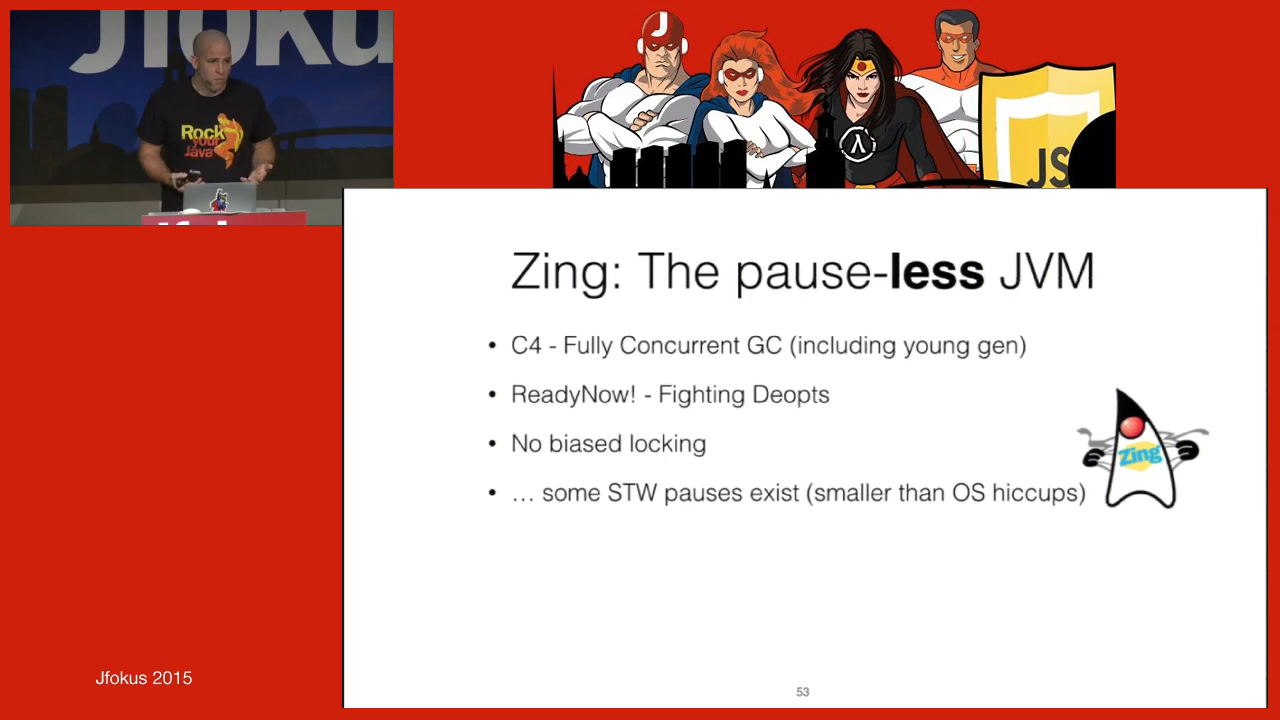 Jfoku
Rock
your
Java
J
JS
Zing: The pause-less JVM
• C4 - Fully Concurrent GC (including young gen)
• ReadyNow! - Fighting Deopts
• No biased locking
• … some STW pauses exist (smaller than OS hiccups)
Zing
Jfokus 2015
53